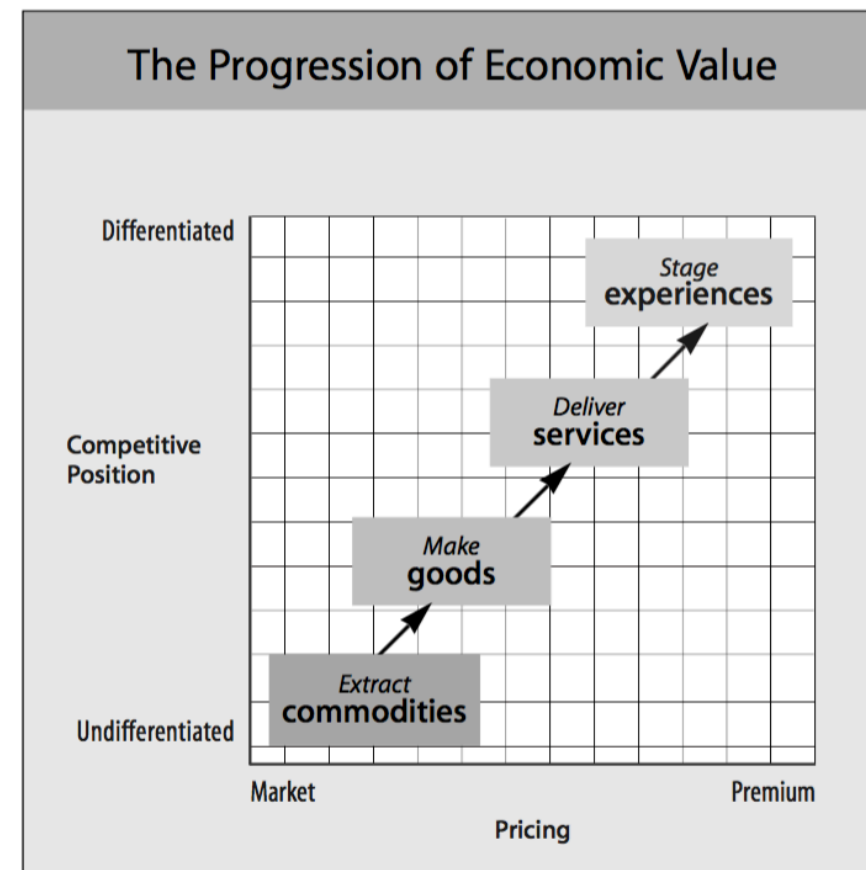 The Progression of Economic Value
Differentiated
Stage
experiences
Deliver
services
Competitive
Position
Make
goods
Extract
commodities
Undifferentiated
Market
Premium
Pricing